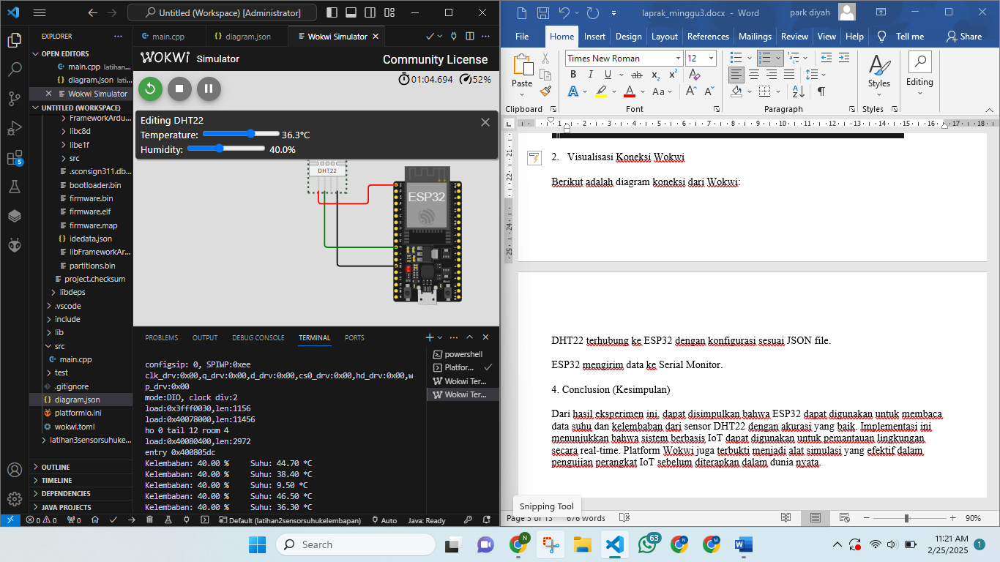 Untitled (Workspace) [Administrator]
EXPLORER
OPEN EDITORS
main.cpp latihan...
diagram.json lati...
Wokwi Simulator
UNTITLED (WORKSPACE)
FrameworkArdu...
libc8d
libe1f
src
.sconsign311.db...
bootloader.bin
firmware.bin
firmware.elf
firmware.map
idedata.json
libFrameworkAr...
partitions.bin
project.checksum
libdeps
.vscode
include
lib
src
main.cpp
test
.gitignore
diagram.json
platformio.ini
wokwi.toml
latihan3sensorsuhuke...
OUTLINE
TIMELINE
DEPENDENCIES
JAVA PROJECTS
5
main.cpp
diagram.json
Wokwi Simulator
WOKWI Simulator
Community License
01:04.694
52%
Editing DHT22
Temperature: 36.3°C
Humidity: 40.0%
DHT22
ESP32
PROBLEMS OUTPUT DEBUG CONSOLE TERMINAL PORTS
configsip: 0, SPIWP:0xee
clk_drv:0x00,q_drv:0x00,d_drv:0x00,cs0_drv:0x00,hd_drv:0x00,w
p_drv:0x00
mode:DIO, clock div:2
load:0x3fff0030,len:1156
load:0x40078000,len:11456
ho 0 tail 12 room 4
load:0x40080400,len:2972
entry 0x400805dc
Kelembaban: 40.00 % Suhu: 44.70 *C
Kelembaban: 40.00 % Suhu: 38.40 *C
Kelembaban: 40.00 % Suhu: 9.50 *C
Kelembaban: 40.00 % Suhu: 46.50 *C
Kelembaban: 40.00 % Suhu: 36.30 *C
powershell
Platfor...
Wokwi Ter...
Wokwi Ter...
0 0 0 Default (latihan2sensorsuhukelembapan) Auto Java: Ready
laprak_minggu3.docx - Word
park diyah
File Home Insert Design Layout References Mailings Review View Help Tell me Share
Paste
Clipboard
Times New Roman 12
Font
Paragraph
Styles
Styles
Editing
2. Visualisasi Koneksi Wokwi
Berikut adalah diagram koneksi dari Wokwi:
DHT22 terhubung ke ESP32 dengan konfigurasi sesuai JSON file.
ESP32 mengirim data ke Serial Monitor.
4. Conclusion (Kesimpulan)
Dari hasil eksperimen ini, dapat disimpulkan bahwa ESP32 dapat digunakan untuk membaca
data suhu dan kelembaban dari sensor DHT22 dengan akurasi yang baik. Implementasi ini
menunjukkan bahwa sistem berbasis IoT dapat digunakan untuk pemantauan lingkungan
secara real-time. Platform Wokwi juga terbukti menjadi alat simulasi yang efektif dalam
pengujian perangkat IoT sebelum diterapkan dalam dunia nyata.
Snipping Tool
676 words
90%
Search
63
11:21 AM
2/25/2025
1